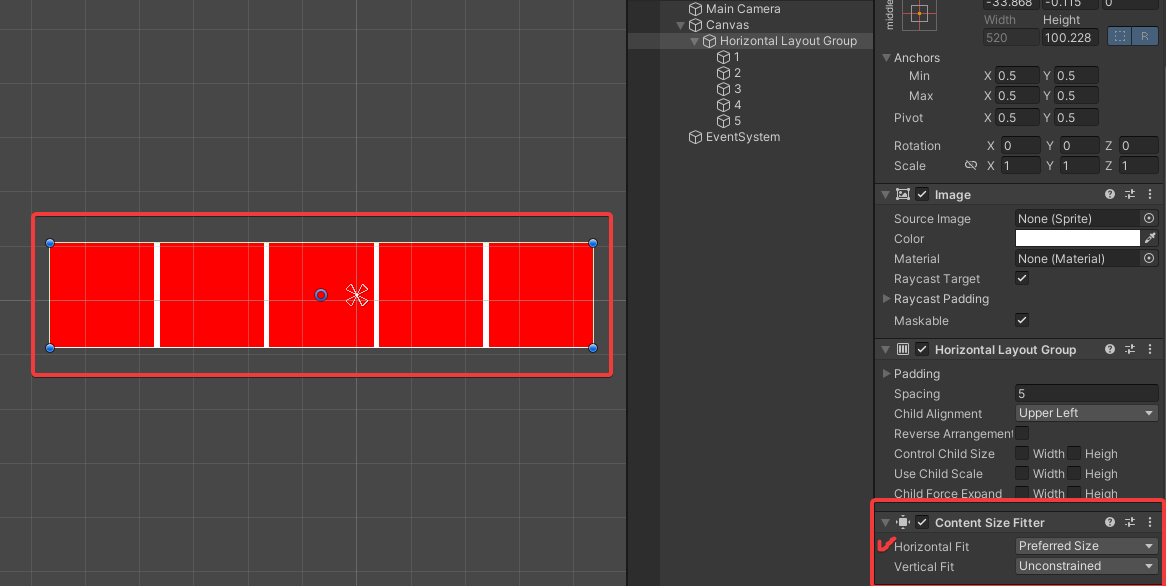 -33.868 -0.115 0
Width Height
520 100.228 R
middle
Main Camera
Canvas
Horizontal Layout Group
1
2
3
4
5
EventSystem
Anchors
Min X 0.5 Y 0.5
Max X 0.5 Y 0.5
Pivot X 0.5 Y 0.5
Rotation X 0 Y 0 Z 0
Scale X 1 Y 1 Z 1
Image
Source Image None (Sprite)
Color
Material None (Material)
Raycast Target
Raycast Padding
Maskable
Horizontal Layout Group
Padding
Spacing 5
Child Alignment Upper Left
Reverse Arrangement
Control Child Size Width Heigh
Use Child Scale Width Heigh
Child Force Expand Width Heigh
Content Size Fitter
Horizontal Fit Preferred Size
Vertical Fit Unconstrained